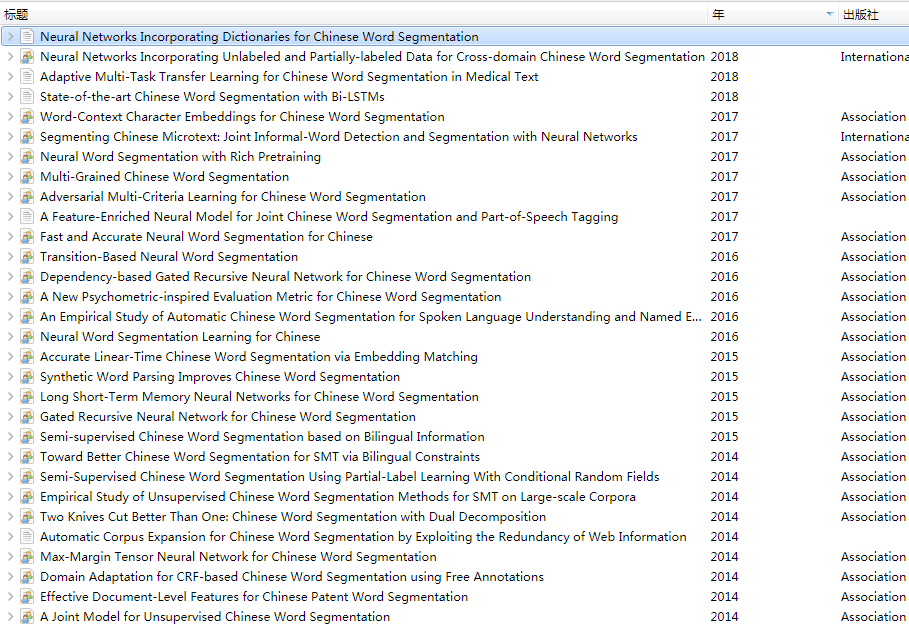 标题 年 出版社
Neural Networks Incorporating Dictionaries for Chinese Word Segmentation
Neural Networks Incorporating Unlabeled and Partially-labeled Data for Cross-domain Chinese Word Segmentation 2018 Internationa
Adaptive Multi-Task Transfer Learning for Chinese Word Segmentation in Medical Text 2018
State-of-the-art Chinese Word Segmentation with Bi-LSTMs 2018
Word-Context Character Embeddings for Chinese Word Segmentation 2017 Association
Segmenting Chinese Microtext: Joint Informal-Word Detection and Segmentation with Neural Networks 2017 Internationa
Neural Word Segmentation with Rich Pretraining 2017 Association
Multi-Grained Chinese Word Segmentation 2017 Association
Adversarial Multi-Criteria Learning for Chinese Word Segmentation 2017 Association
A Feature-Enriched Neural Model for Joint Chinese Word Segmentation and Part-of-Speech Tagging 2017
Fast and Accurate Neural Word Segmentation for Chinese 2017 Association
Transition-Based Neural Word Segmentation 2016 Association
Dependency-based Gated Recursive Neural Network for Chinese Word Segmentation 2016 Association
A New Psychometric-inspired Evaluation Metric for Chinese Word Segmentation 2016 Association
An Empirical Study of Automatic Chinese Word Segmentation for Spoken Language Understanding and Named E... 2016 Association
Neural Word Segmentation Learning for Chinese 2016 Association
Accurate Linear-Time Chinese Word Segmentation via Embedding Matching 2015 Association
Synthetic Word Parsing Improves Chinese Word Segmentation 2015 Association
Long Short-Term Memory Neural Networks for Chinese Word Segmentation 2015 Association
Gated Recursive Neural Network for Chinese Word Segmentation 2015 Association
Semi-supervised Chinese Word Segmentation based on Bilingual Information 2015 Association
Toward Better Chinese Word Segmentation for SMT via Bilingual Constraints 2014 Association
Semi-Supervised Chinese Word Segmentation Using Partial-Label Learning With Conditional Random Fields 2014 Association
Empirical Study of Unsupervised Chinese Word Segmentation Methods for SMT on Large-scale Corpora 2014 Association
Two Knives Cut Better Than One: Chinese Word Segmentation with Dual Decomposition 2014 Association
Automatic Corpus Expansion for Chinese Word Segmentation by Exploiting the Redundancy of Web Information 2014
Max-Margin Tensor Neural Network for Chinese Word Segmentation 2014 Association
Domain Adaptation for CRF-based Chinese Word Segmentation using Free Annotations 2014 Association
Effective Document-Level Features for Chinese Patent Word Segmentation 2014 Association
A Joint Model for Unsupervised Chinese Word Segmentation 2014 Association